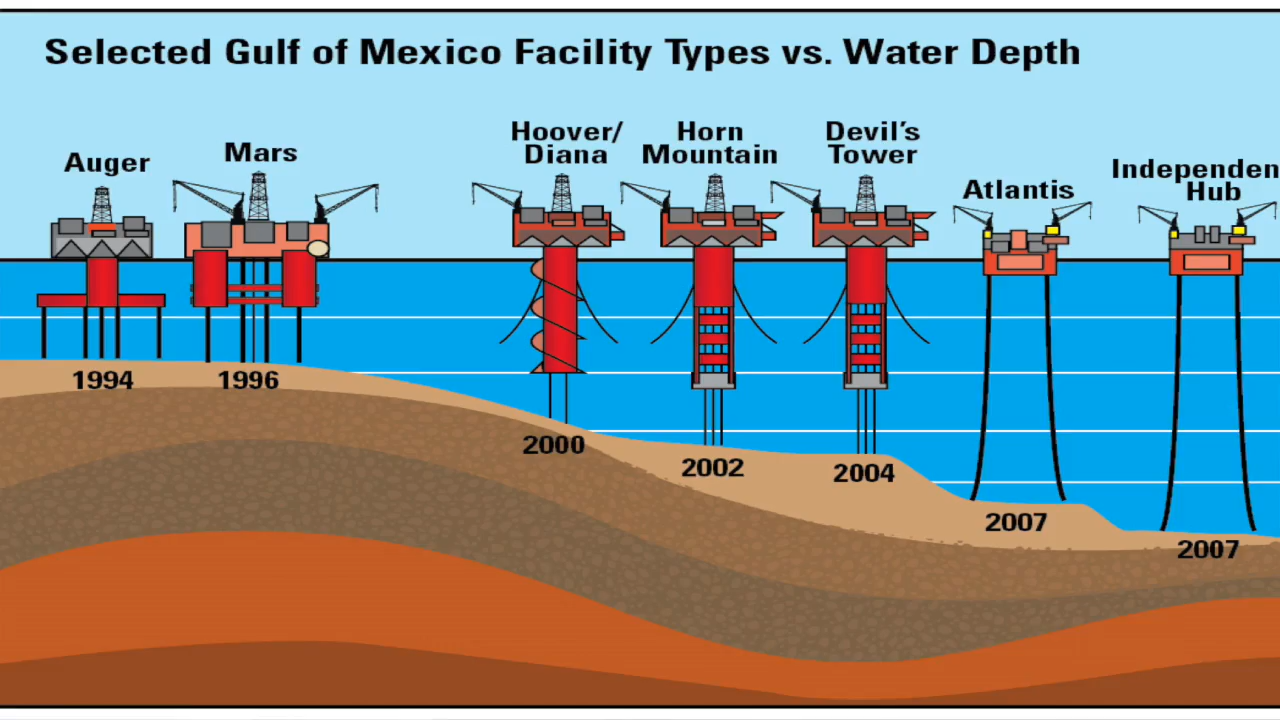 Selected Gulf of Mexico Facility Types vs. Water Depth
Auger
Mars
Hoover/
Diana
Horn
Mountain
Devil's
Tower
Atlantis
Independen
Hub
1994
1996
2000
2002
2004
2007
2007